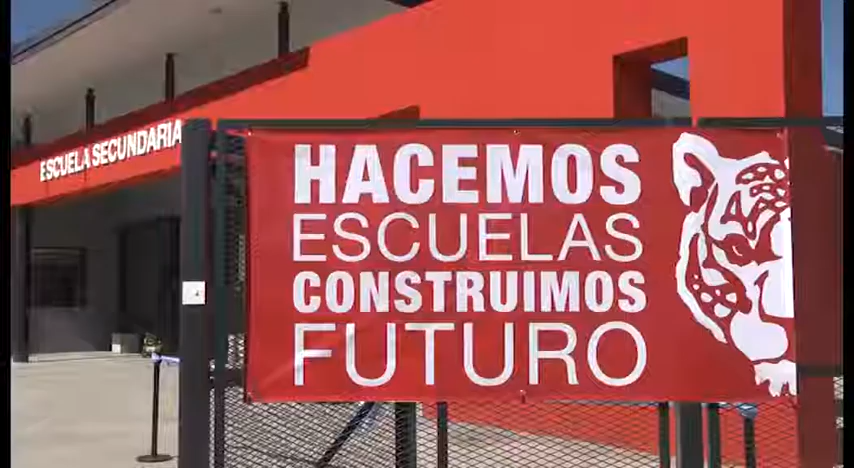 ESCUELA SECUNDARIA
HACEMOS
ESCUELAS
CONSTRUIMOS
FUTURO